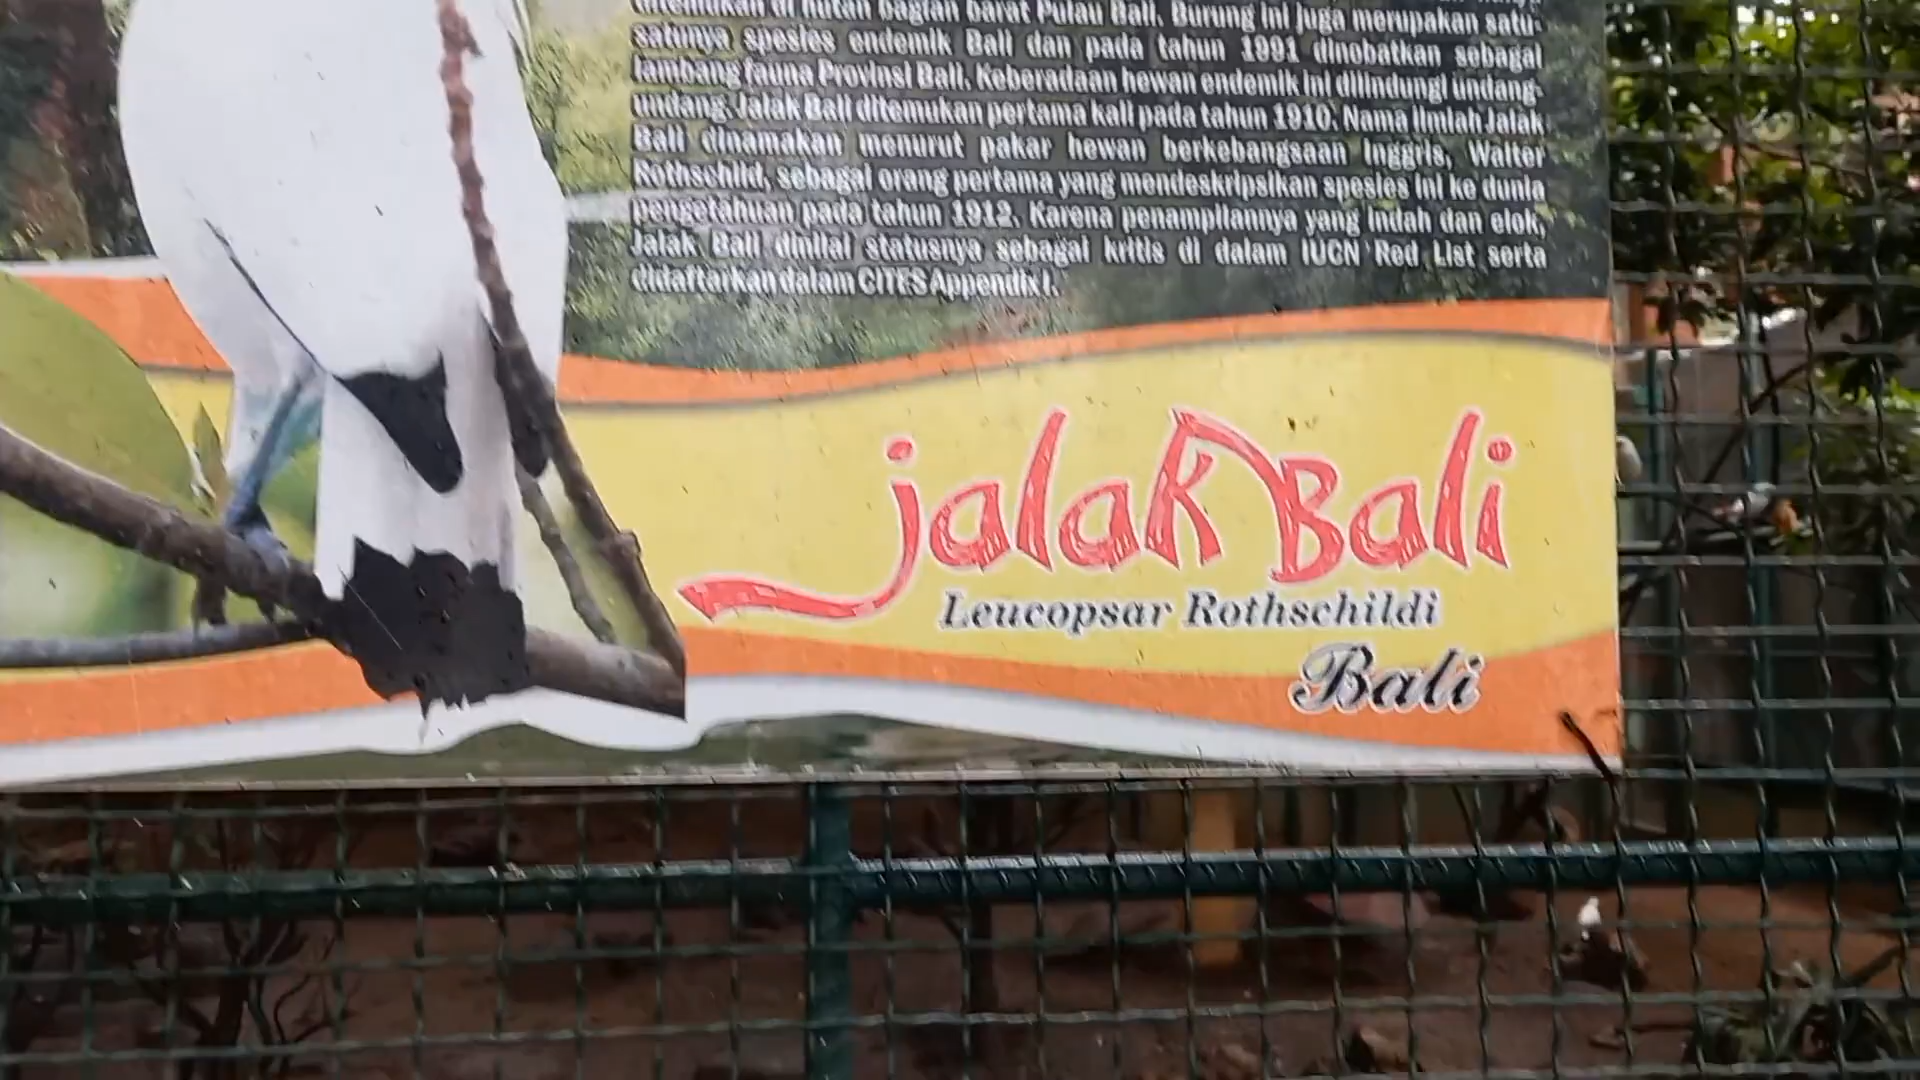 ditemukan di hutan bagian barat Pulau Bali. Burung ini juga merupakan satu-
satunya spesies endemik Bali dan pada tahun 1991 dinobatkan sebagai
lambang fauna Provinsi Bali. Keberadaan hewan endemik ini dilindungi undang-
undang. Jalak Bali ditemukan pertama kali pada tahun 1910. Nama ilmiah Jalak
Bali dinamakan menurut pakar hewan berkebangsaan Inggris, Walter
Rothschild, sebagai orang pertama yang mendeskripsikan spesies ini ke dunia
pengetahuan pada tahun 1912. Karena penampilannya yang indah dan elok,
Jalak Bali dinilai statusnya sebagai kritis di dalam IUCN Red List serta
didaftarkan dalam CITES Appendix I.
jalak Bali
Leucopsar Rothschildi
Bali